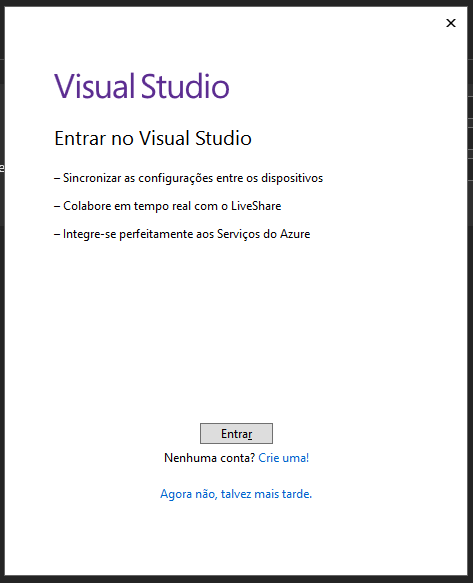 Visual Studio
Entrar no Visual Studio
– Sincronizar as configurações entre os dispositivos
– Colabore em tempo real com o LiveShare
– Integre-se perfeitamente aos Serviços do Azure
Entrar
Nenhuma conta? Crie uma!
Agora não, talvez mais tarde.